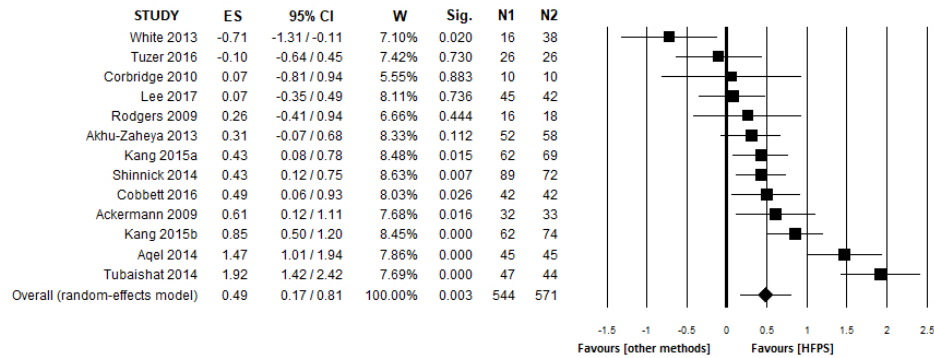 STUDY ES 95% CI W Sig. N1 N2
White 2013 -0.71 -1.31 / -0.11 7.10% 0.020 16 38
Tuzer 2016 -0.10 -0.64 / 0.45 7.42% 0.730 26 26
Corbridge 2010 0.07 -0.81 / 0.94 5.55% 0.883 10 10
Lee 2017 0.07 -0.35 / 0.49 8.11% 0.736 45 42
Rodgers 2009 0.26 -0.41 / 0.94 6.66% 0.444 16 18
Akhu-Zaheya 2013 0.31 -0.07 / 0.68 8.33% 0.112 52 58
Kang 2015a 0.43 0.08 / 0.78 8.48% 0.015 62 69
Shinnick 2014 0.43 0.12 / 0.75 8.63% 0.007 89 72
Cobbett 2016 0.49 0.06 / 0.93 8.03% 0.026 42 42
Ackermann 2009 0.61 0.12 / 1.11 7.68% 0.016 32 33
Kang 2015b 0.85 0.50 / 1.20 8.45% 0.000 62 74
Aqel 2014 1.47 1.01 / 1.94 7.86% 0.000 45 45
Tubaishat 2014 1.92 1.42 / 2.42 7.69% 0.000 47 44
Overall (random-effects model) 0.49 0.17 / 0.81 100.00% 0.003 544 571
-1.5 -1 -0.5 0 0.5 1 1.5 2 2.5
Favours [other methods] Favours [HFPS]